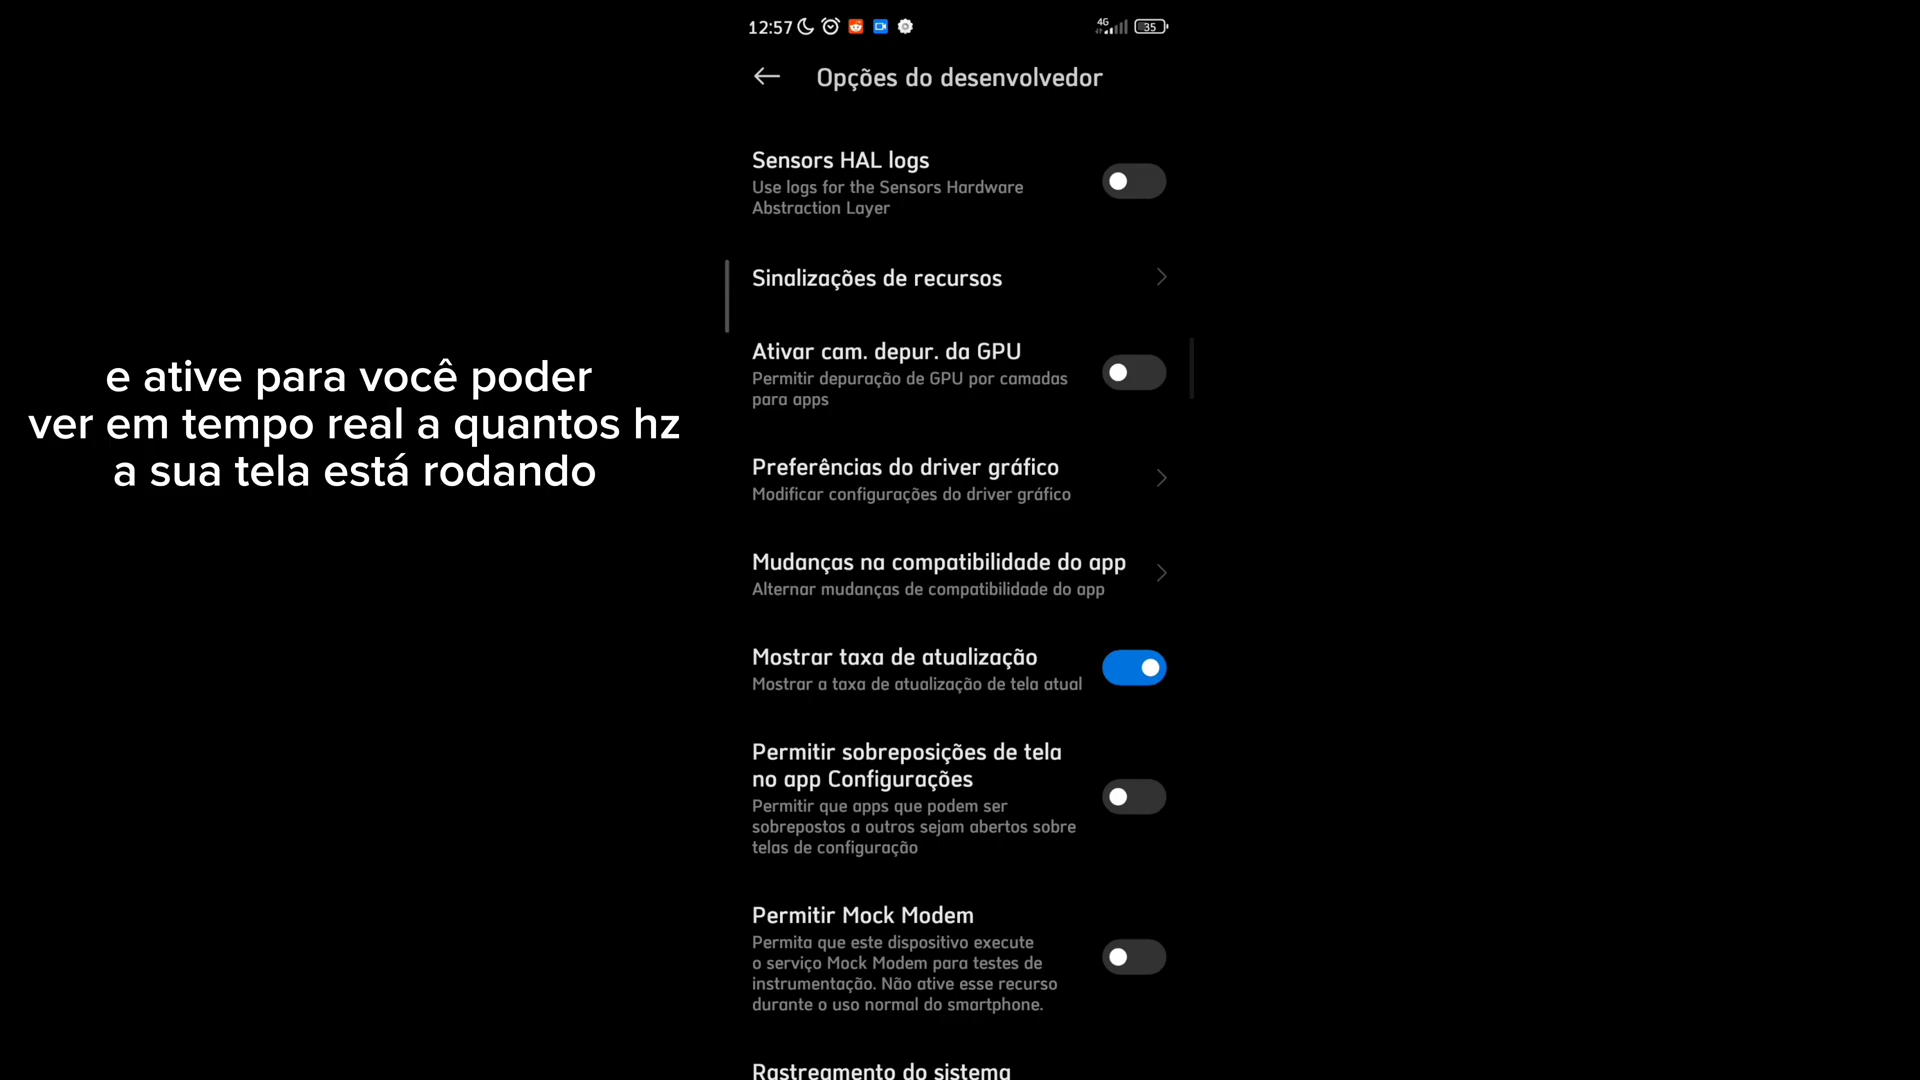 12:57
4G
35
Opções do desenvolvedor
Sensors HAL logs
Use logs for the Sensors Hardware
Abstraction Layer
Sinalizações de recursos
Ativar cam. depur. da GPU
Permitir depuração de GPU por camadas
para apps
e ative para você poder
ver em tempo real a quantos hz
a sua tela está rodando
Preferências do driver gráfico
Modificar configurações do driver gráfico
Mudanças na compatibilidade do app
Alternar mudanças de compatibilidade do app
Mostrar taxa de atualização
Mostrar a taxa de atualização de tela atual
Permitir sobreposições de tela
no app Configurações
Permitir que apps que podem ser
sobrepostos a outros sejam abertos sobre
telas de configuração
Permitir Mock Modem
Permita que este dispositivo execute
o serviço Mock Modem para testes de
instrumentação. Não ative esse recurso
durante o uso normal do smartphone.
Rastreamento do sistema